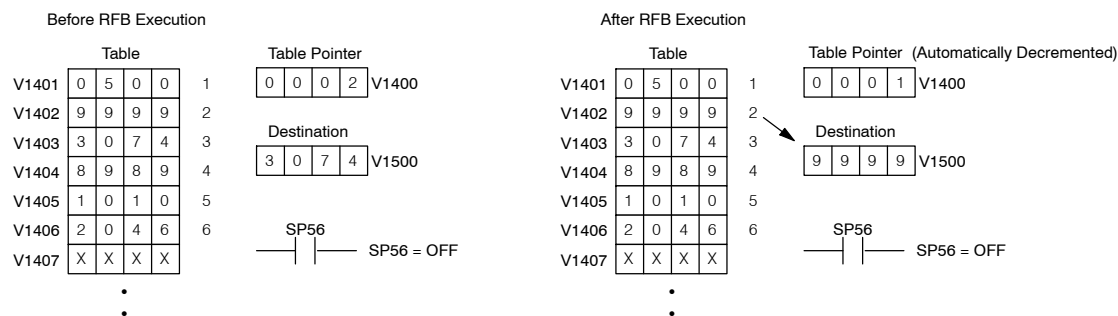 Before RFB Execution
Table
V1401 0 5 0 0 1
V1402 9 9 9 9 2
V1403 3 0 7 4 3
V1404 8 9 8 9 4
V1405 1 0 1 0 5
V1406 2 0 4 6 6
V1407 X X X X
Table Pointer
0 0 0 2 V1400
Destination
3 0 7 4 V1500
SP56
SP56 = OFF
After RFB Execution
Table
V1401 0 5 0 0 1
V1402 9 9 9 9 2
V1403 3 0 7 4 3
V1404 8 9 8 9 4
V1405 1 0 1 0 5
V1406 2 0 4 6 6
V1407 X X X X
Table Pointer (Automatically Decremented)
0 0 0 1 V1400
Destination
9 9 9 9 V1500
SP56
SP56 = OFF